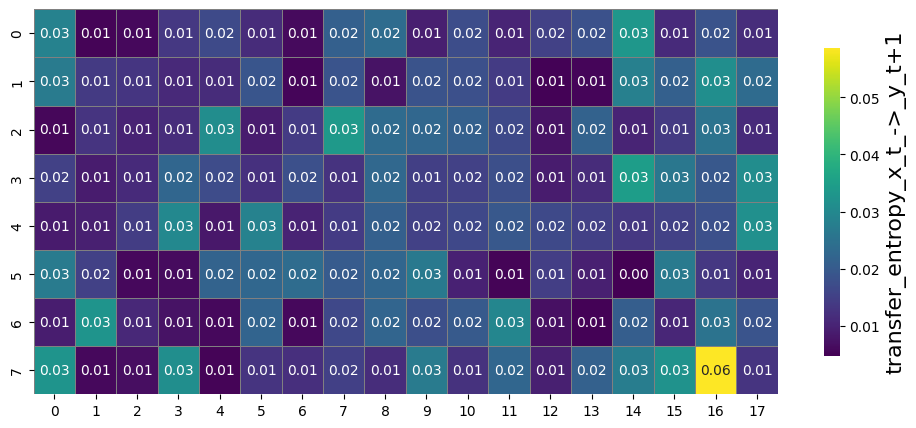 0 0.03 0.01 0.01 0.01 0.02 0.01 0.01 0.02 0.02 0.01 0.02 0.01 0.02 0.02 0.03 0.01 0.02 0.01
1 0.03 0.01 0.01 0.01 0.01 0.02 0.01 0.02 0.01 0.02 0.02 0.01 0.01 0.01 0.03 0.02 0.03 0.02
2 0.01 0.01 0.01 0.01 0.03 0.01 0.01 0.03 0.02 0.02 0.02 0.02 0.01 0.02 0.01 0.01 0.03 0.01
3 0.02 0.01 0.01 0.02 0.02 0.01 0.02 0.01 0.02 0.01 0.02 0.02 0.01 0.01 0.03 0.03 0.02 0.03
4 0.01 0.01 0.01 0.03 0.01 0.03 0.01 0.01 0.02 0.02 0.02 0.02 0.02 0.02 0.02 0.02 0.02 0.03
5 0.03 0.02 0.01 0.01 0.02 0.02 0.02 0.02 0.02 0.03 0.01 0.01 0.01 0.01 0.00 0.03 0.01 0.01
6 0.01 0.03 0.01 0.01 0.01 0.02 0.01 0.02 0.02 0.02 0.02 0.03 0.01 0.01 0.02 0.01 0.03 0.02
7 0.03 0.01 0.01 0.03 0.01 0.01 0.01 0.02 0.01 0.03 0.01 0.02 0.01 0.02 0.03 0.03 0.06 0.01
0 1 2 3 4 5 6 7 8 9 10 11 12 13 14 15 16 17
0.05
0.04
0.03
0.02
0.01
transfer_entropy_x_t_->_y_t+1